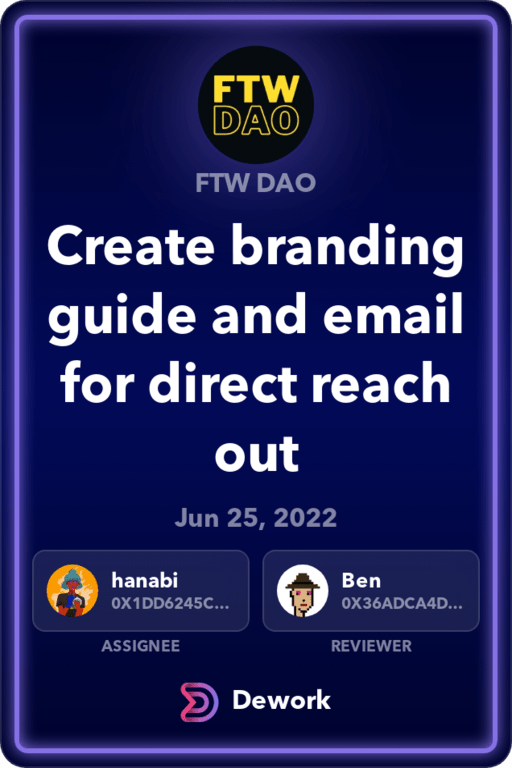 FTW
DAO
FTW DAO
Create branding
guide and email
for direct reach
out
Jun 25, 2022
hanabi
0X1DD6245C...
Ben
0X36ADCA4D...
ASSIGNEE
REVIEWER
Dework